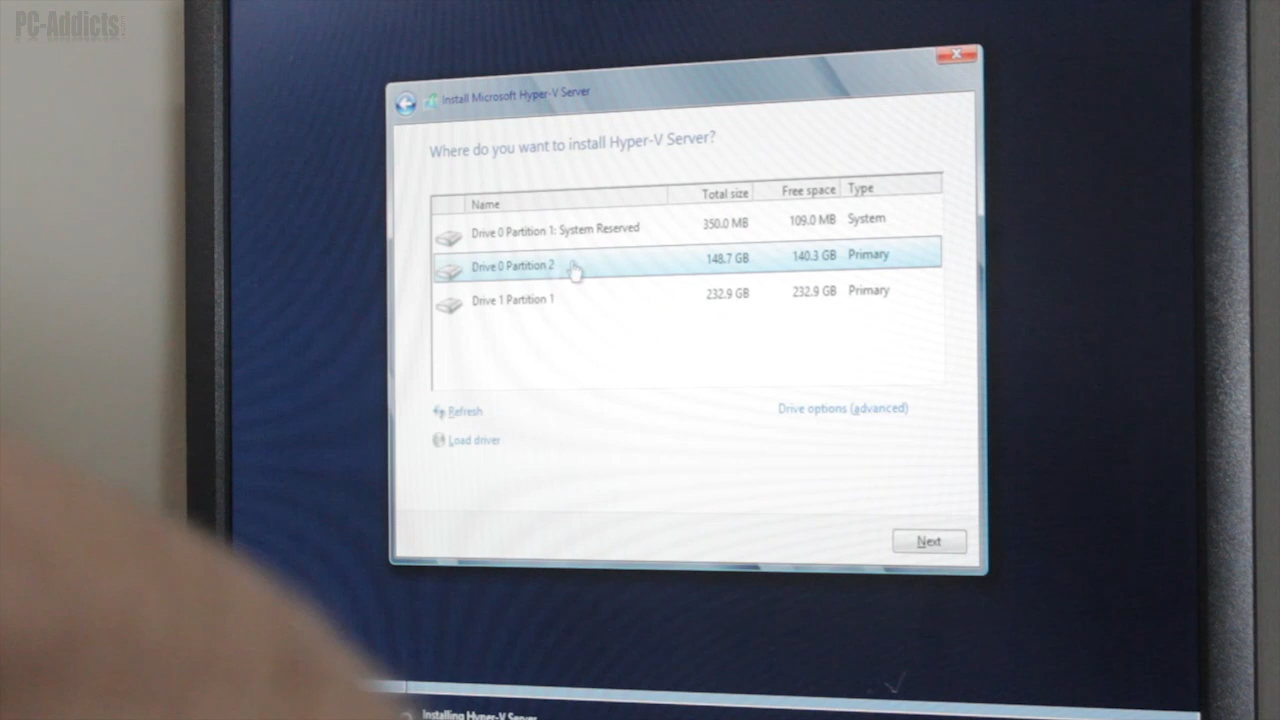 PC-Addicts
Install Microsoft Hyper-V Server
Where do you want to install Hyper-V Server?
Name Total size Free space Type
Drive 0 Partition 1: System Reserved 350.0 MB 109.0 MB System
Drive 0 Partition 2 148.7 GB 140.3 GB Primary
Drive 1 Partition 1 232.9 GB 232.9 GB Primary
Refresh Drive options (advanced)
Load driver
Next
Installing Hyper-V Server